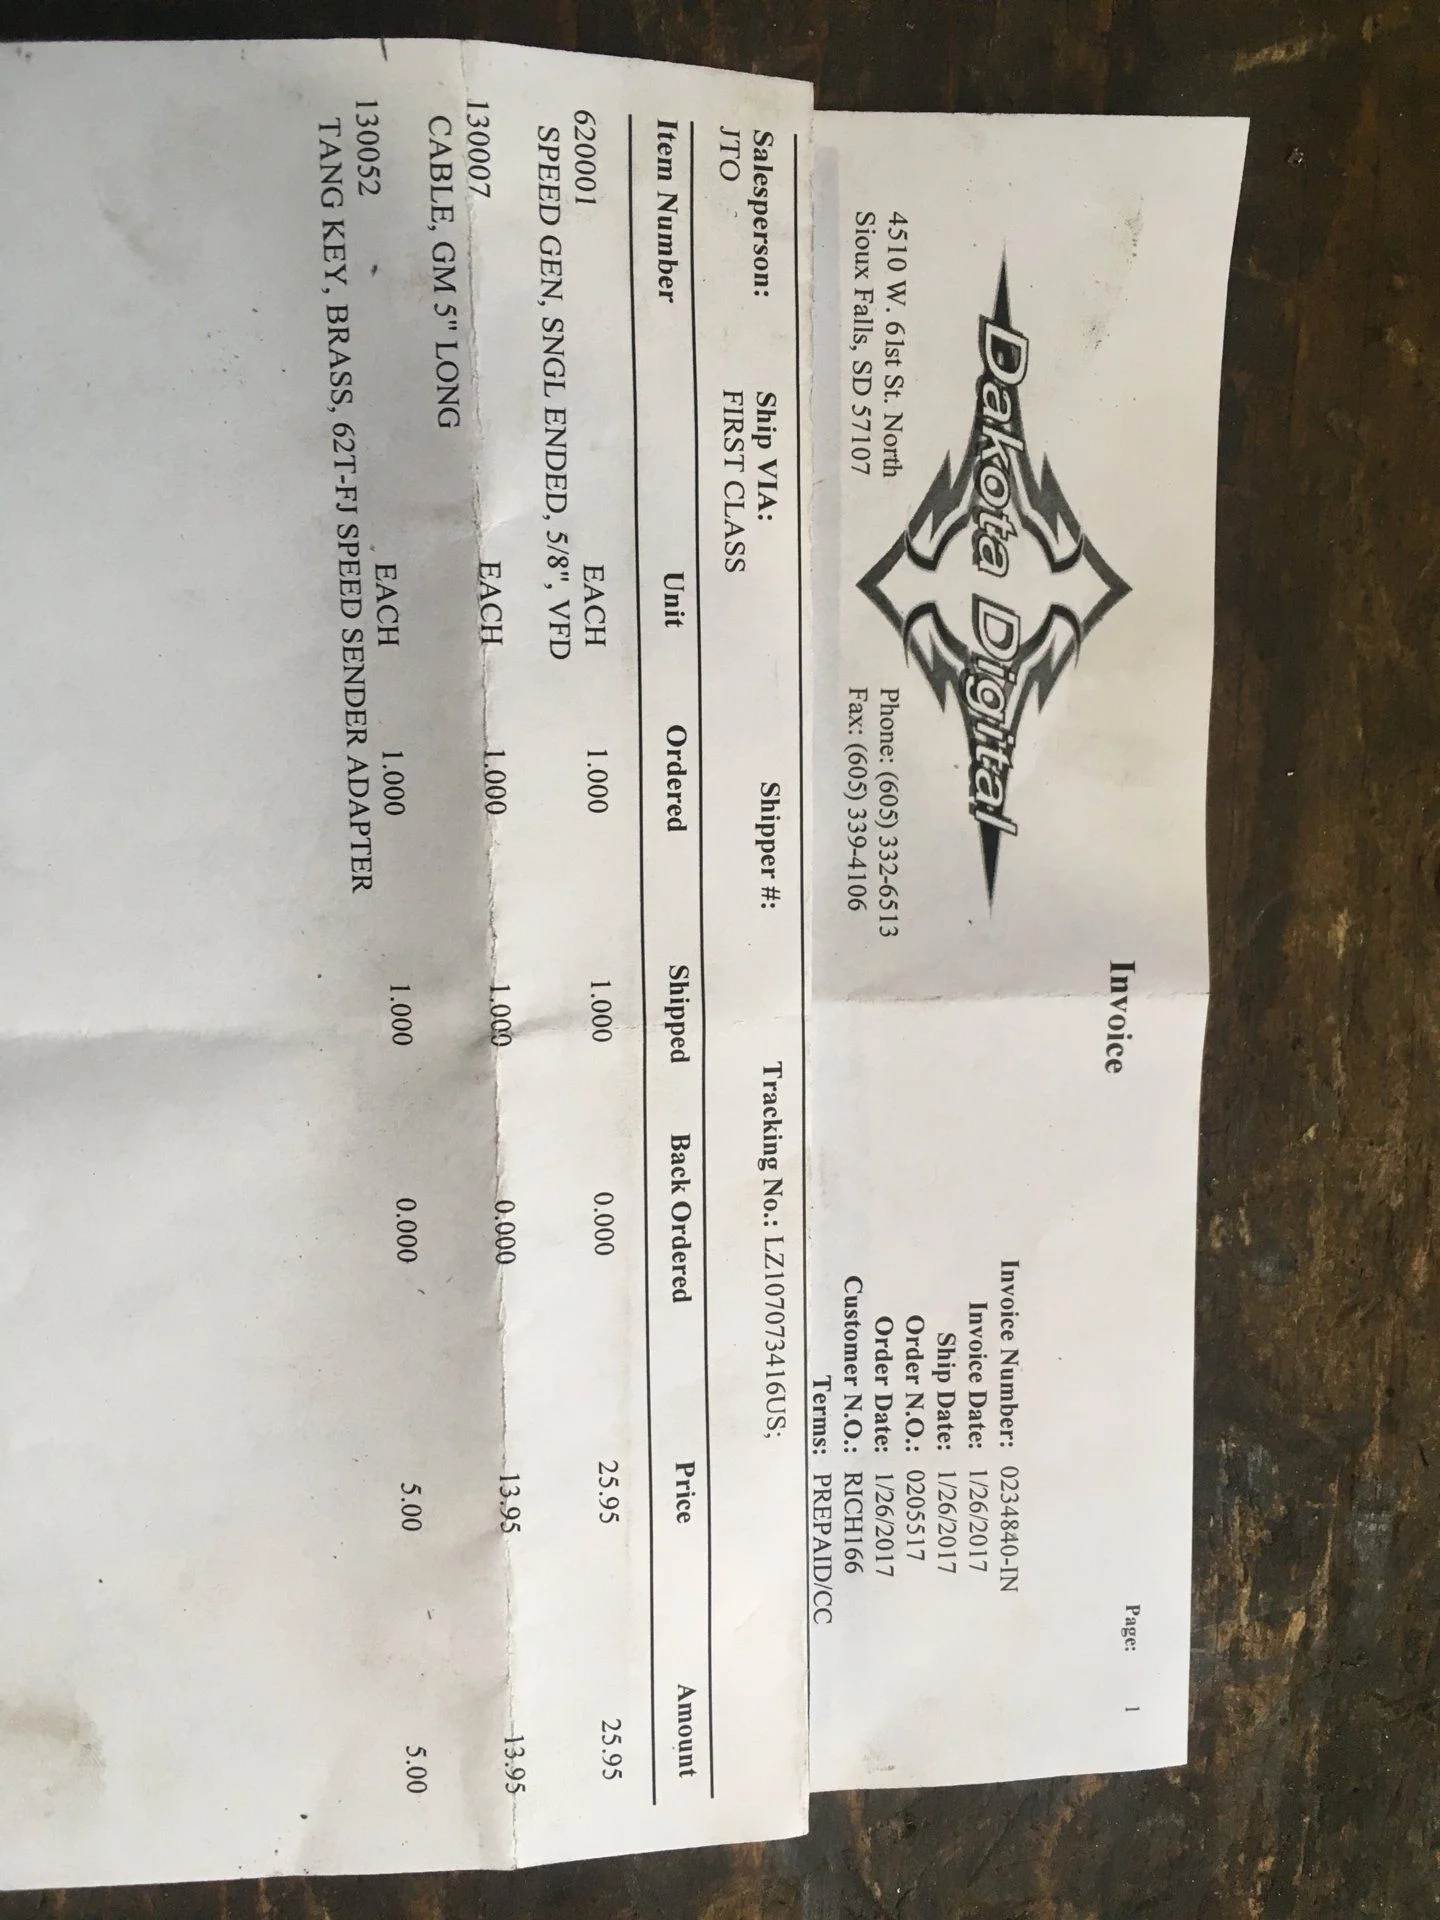 Invoice
Page: 1
Dakota Digital
4510 W. 61st St. North
Sioux Falls, SD 57107
Phone: (605) 332-6513
Fax: (605) 339-4106
Invoice Number: 0234840-IN
Invoice Date: 1/26/2017
Ship Date: 1/26/2017
Order N.O.: 0205517
Order Date: 1/26/2017
Customer N.O.: RICH166
Terms: PREPAID/CC
Salesperson: Ship VIA: Shipper #: Tracking No.: LZ107073416US;
JTO FIRST CLASS
Item Number Unit Ordered Shipped Back Ordered Price Amount
620001 EACH 1.000 1.000 0.000 25.95 25.95
SPEED GEN, SNGL ENDED, 5/8", VFD
130007 EACH 1.000 1.000 0.000 13.95 13.95
CABLE, GM 5" LONG
130052 EACH 1.000 1.000 0.000 5.00 5.00
TANG KEY, BRASS, 62T-FJ SPEED SENDER ADAPTER